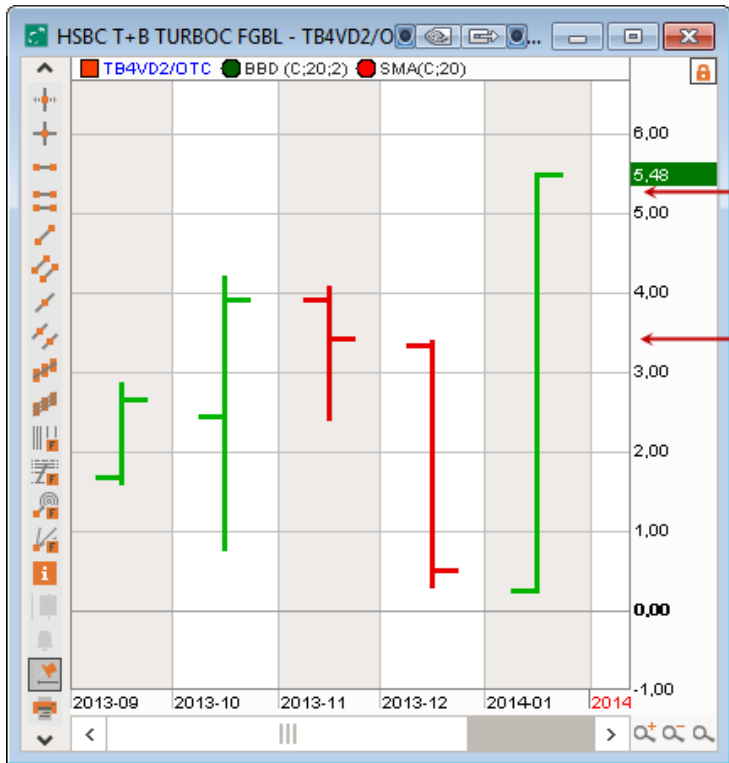 HSBC T+B TURBOC FGBL - TB4VD2/O ...
TB4VD2/OTC BBD (C;20;2) SMA(C;20)
6,00
5,48
5,00
4,00
3,00
2,00
1,00
0,00
-1,00
F
F
F
F
i
2013-09 2013-10 2013-11 2013-12 2014-01 2014